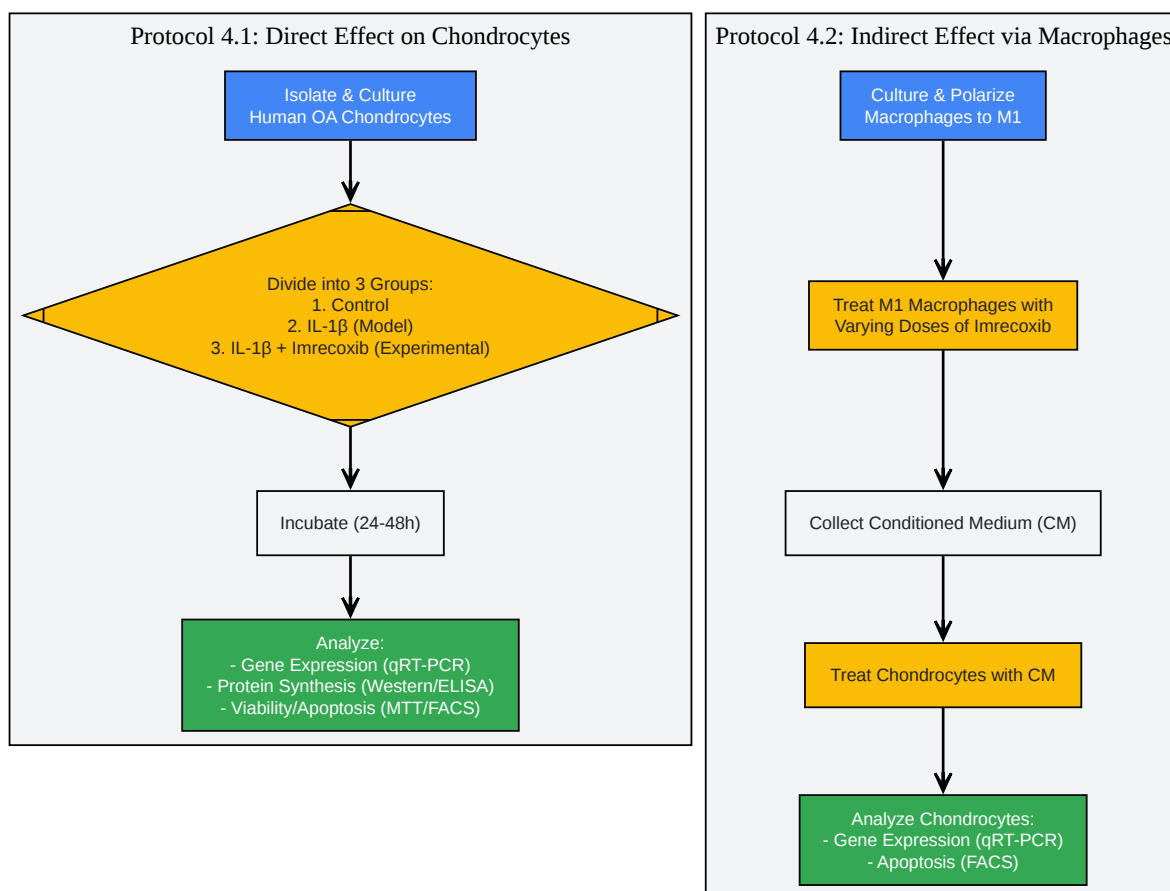 Protocol 4.1: Direct Effect on Chondrocytes
Isolate & Culture
Human OA Chondrocytes
Divide into 3 Groups:
1. Control
2. IL-1β (Model)
3. IL-1β + Imrecoxib (Experimental)
Incubate (24-48h)
Analyze:
- Gene Expression (qRT-PCR)
- Protein Synthesis (Western/ELISA)
- Viability/Apoptosis (MTT/FACS)
Protocol 4.2: Indirect Effect via Macrophages
Culture & Polarize
Macrophages to M1
Treat M1 Macrophages with
Varying Doses of Imrecoxib
Collect Conditioned Medium (CM)
Treat Chondrocytes with CM
Analyze Chondrocytes:
- Gene Expression (qRT-PCR)
- Apoptosis (FACS)